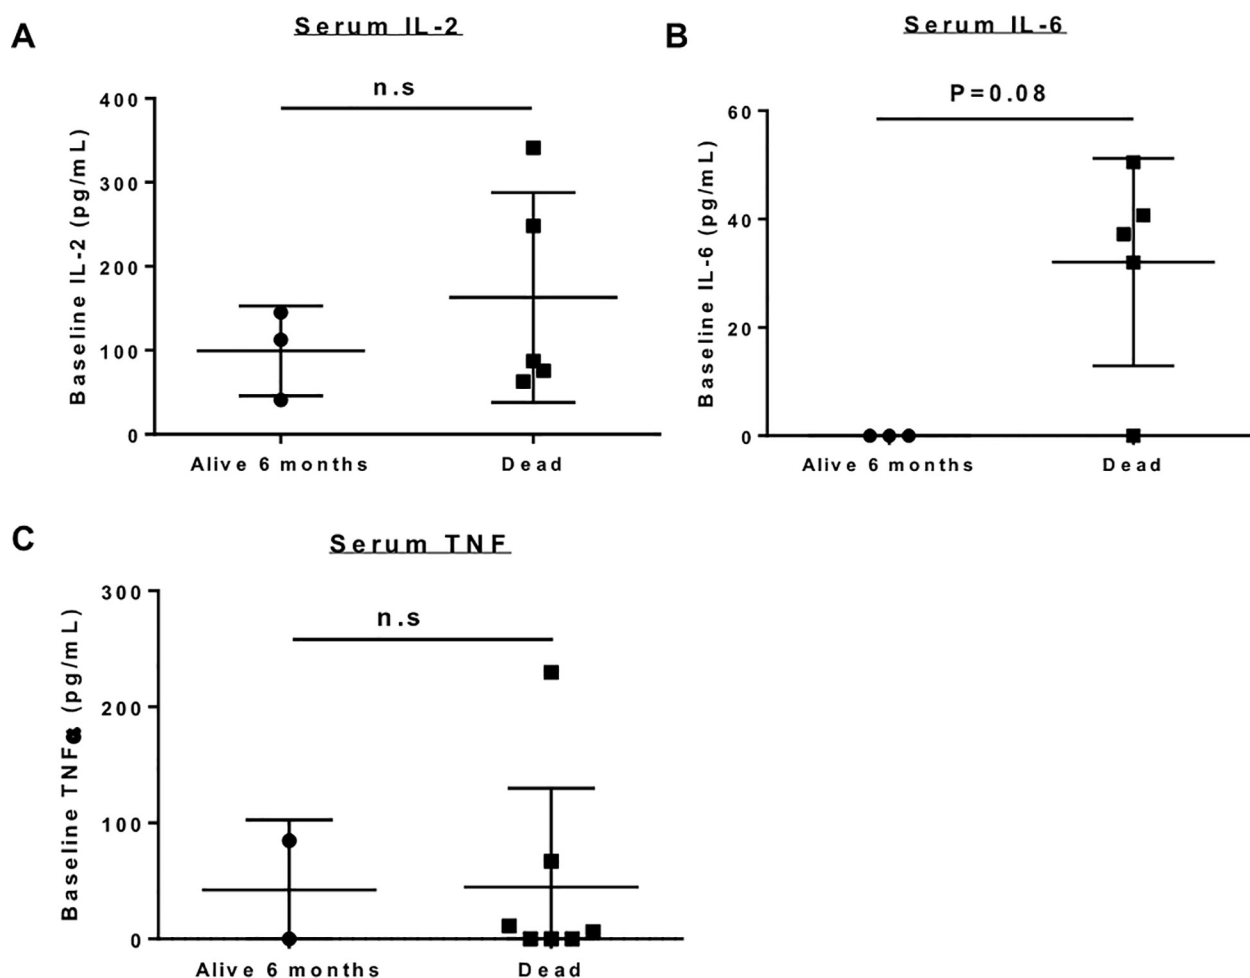 A
Serum IL-2
n.s
400
300
200
100
0
Baseline IL-2 (pg/mL)
Alive 6 months
Dead
B
Serum IL-6
P=0.08
60
40
20
0
Baseline IL-6 (pg/mL)
Alive 6 months
Dead
C
Serum TNF
n.s
300
200
100
0
Baseline TNFα (pg/mL)
Alive 6 months
Dead